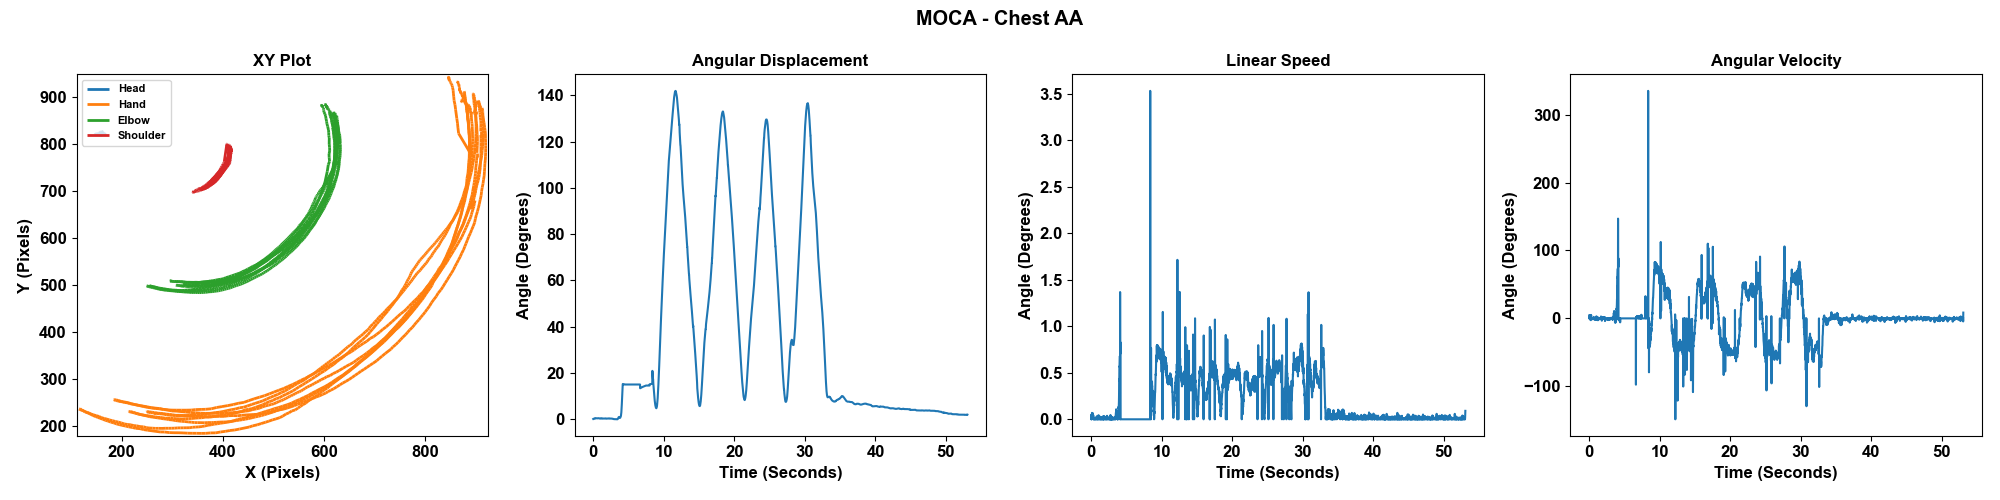 MOCA - Chest AA
XY Plot
Head
Hand
Elbow
Shoulder
900
800
700
600
500
400
300
200
Y (Pixels)
200 400 600 800
X (Pixels)
Angular Displacement
140
120
100
80
60
40
20
0
Angle (Degrees)
0 10 20 30 40 50
Time (Seconds)
Linear Speed
3.5
3.0
2.5
2.0
1.5
1.0
0.5
0.0
Angle (Degrees)
0 10 20 30 40 50
Time (Seconds)
Angular Velocity
300
200
100
0
−100
Angle (Degrees)
0 10 20 30 40 50
Time (Seconds)